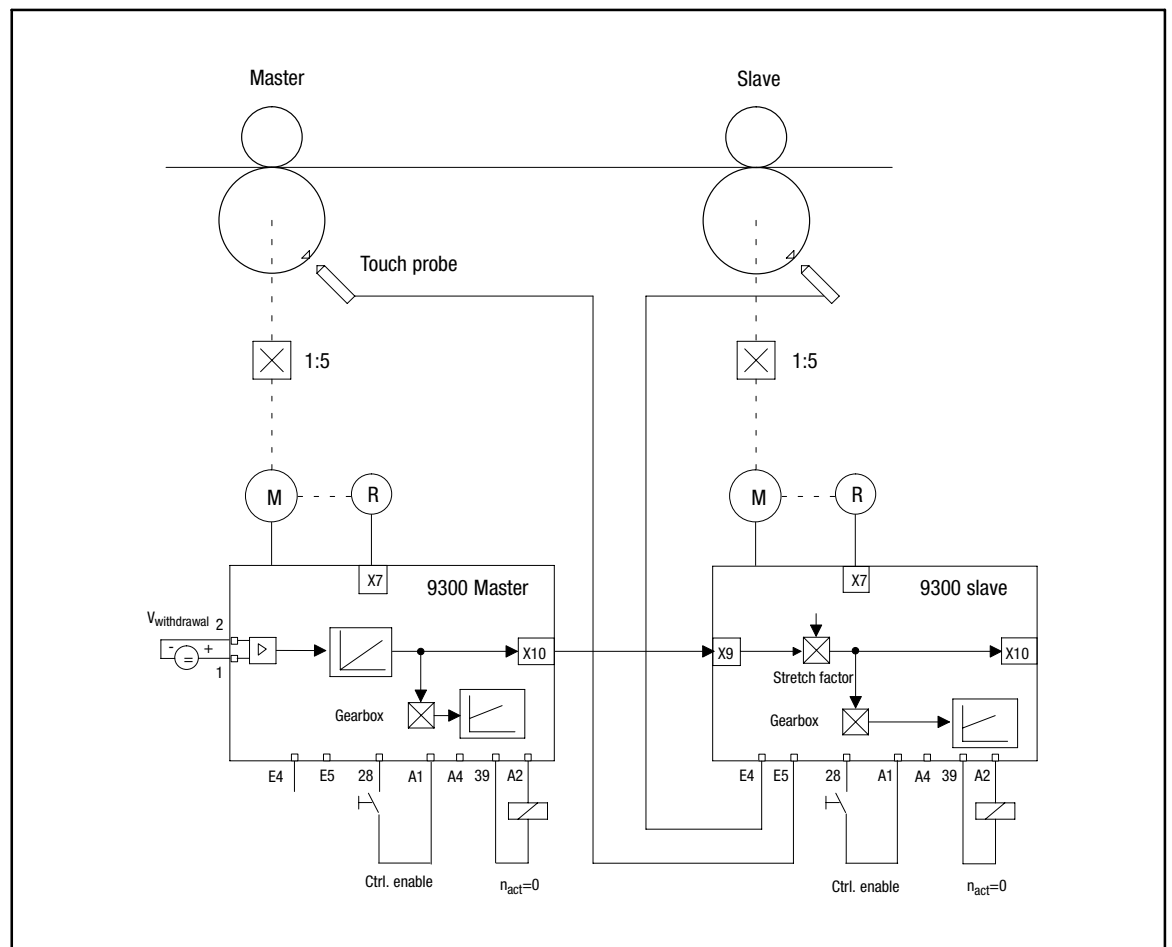 Master Slave
Touch probe
1:5 1:5
M R M R
X7 X7
9300 Master 9300 slave
Vwithdrawal 2
- = +
1
X10 X9 X10
Stretch factor
Gearbox Gearbox
E4 E5 28 A1 A4 39 A2 E4 E5 28 A1 A4 39 A2
Ctrl. enable nact=0 Ctrl. enable nact=0